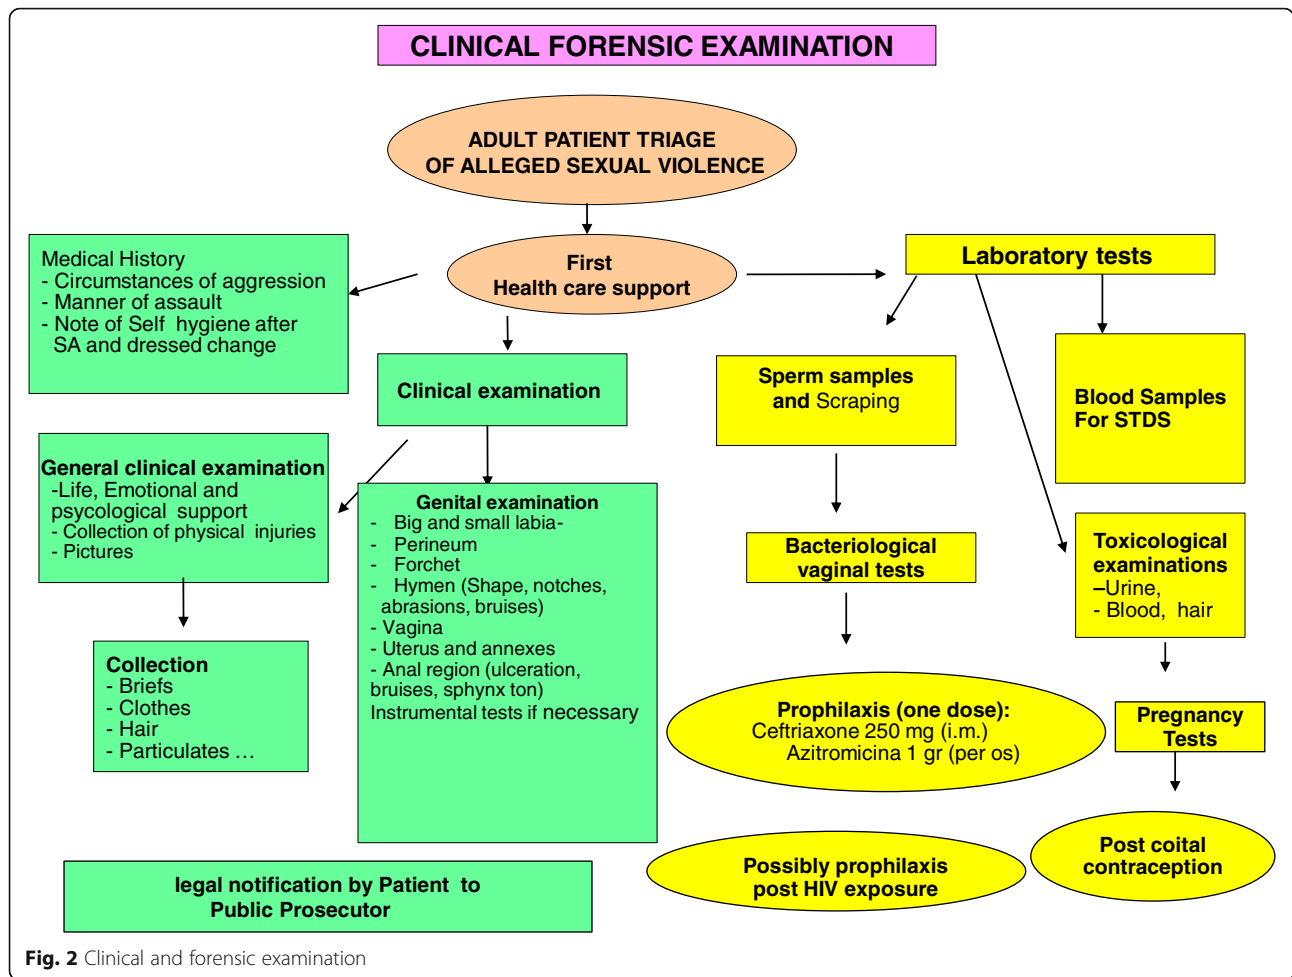 CLINICAL FORENSIC EXAMINATION
ADULT PATIENT TRIAGE
OF ALLEGED SEXUAL VIOLENCE
First
Health care support
Medical History
- Circumstances of aggression
- Manner of assault
- Note of Self hygiene after
SA and dressed change
Clinical examination
General clinical examination
-Life, Emotional and
psycological support
- Collection of physical injuries
- Pictures
Collection
- Briefs
- Clothes
- Hair
- Particulates ...
Genital examination
- Big and small labia-
- Perineum
- Forchet
- Hymen (Shape, notches,
abrasions, bruises)
- Vagina
- Uterus and annexes
- Anal region (ulceration,
bruises, sphynx ton)
Instrumental tests if necessary
legal notification by Patient to
Public Prosecutor
Laboratory tests
Sperm samples
and Scraping
Bacteriological
vaginal tests
Prophilaxis (one dose):
Ceftriaxone 250 mg (i.m.)
Azitromicina 1 gr (per os)
Possibly prophilaxis
post HIV exposure
Blood Samples
For STDS
Toxicological
examinations
–Urine,
- Blood, hair
Pregnancy
Tests
Post coital
contraception
Fig. 2 Clinical and forensic examination